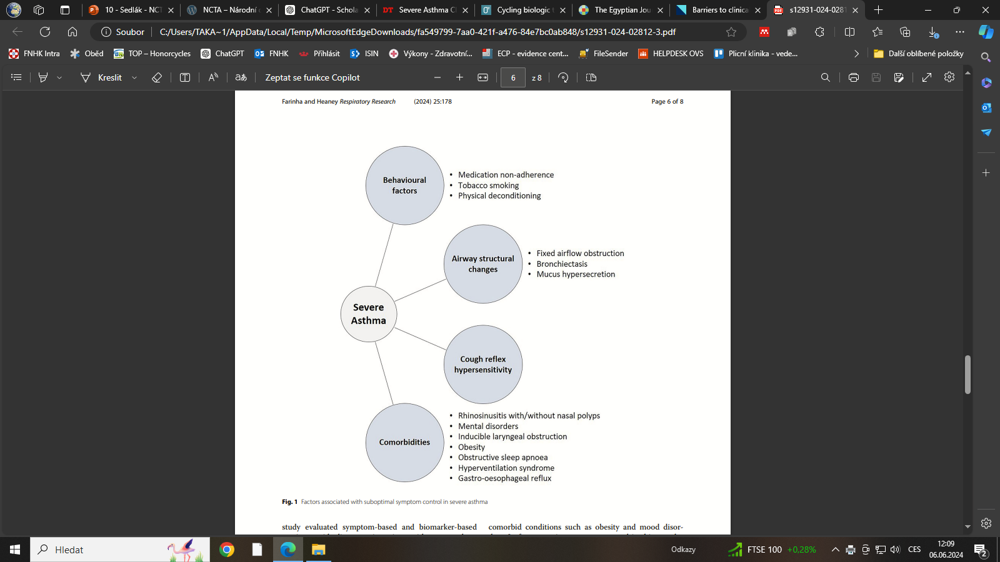 10 - Sedlák - NCT
NCTA – Národní c
ChatGPT - Schola
DT Severe Asthma Cl
Cycling biologic t
The Egyptian Jou
Barriers to clinica
PDF s12931-024-0281
Soubor C:/Users/TAKA~1/AppData/Local/Temp/MicrosoftEdgeDownloads/fa549799-7aa0-421f-a476-84e7bc0ab848/s12931-024-02812-3.pdf
FNHK Intra Oběd BN TOP – Honorcycles ChatGPT FNHK Přihlásit ISIN Výkony - Zdravotní... ECP - evidence cent... FileSender HELPDESK OVS Plicní klinika - vede... Další oblíbené položky
Kreslit Zeptat se funkce Copilot 6 z 8
Farinha and Heaney Respiratory Research (2024) 25:178 Page 6 of 8
Behavioural
factors
• Medication non-adherence
• Tobacco smoking
• Physical deconditioning
Airway structural
changes
• Fixed airflow obstruction
• Bronchiectasis
• Mucus hypersecretion
Severe
Asthma
Cough reflex
hypersensitivity
Comorbidities
• Rhinosinusitis with/without nasal polyps
• Mental disorders
• Inducible laryngeal obstruction
• Obesity
• Obstructive sleep apnoea
• Hyperventilation syndrome
• Gastro-oesophageal reflux
Fig. 1 Factors associated with suboptimal symptom control in severe asthma
study evaluated symptom-based and biomarker-based
comorbid conditions such as obesity and mood disor-
Hledat
Odkazy
FTSE 100 +0,28%
CES
12:09
06.06.2024
2